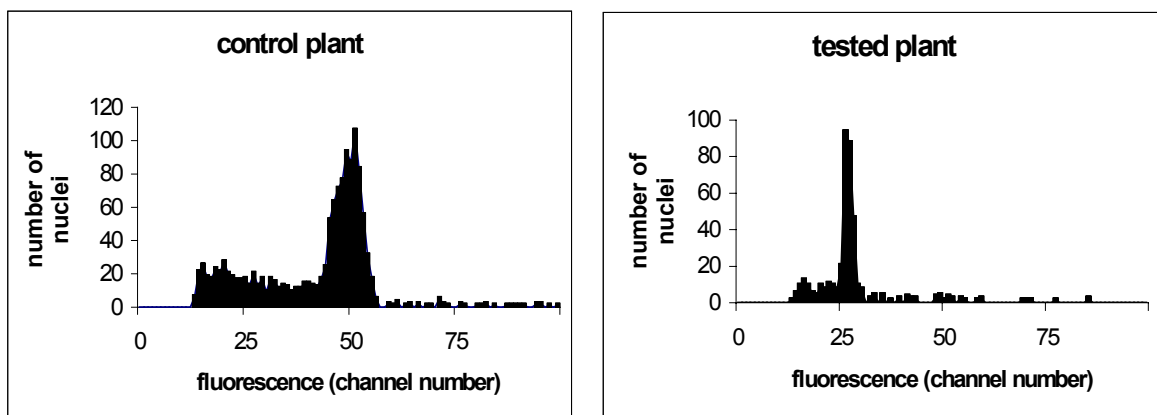 control plant
120
100
80
60
40
20
0
number of
nuclei
0 25 50 75
fluorescence (channel number)
tested plant
100
80
60
40
20
0
number of
nuclei
0 25 50 75
fluorescence (channel number)